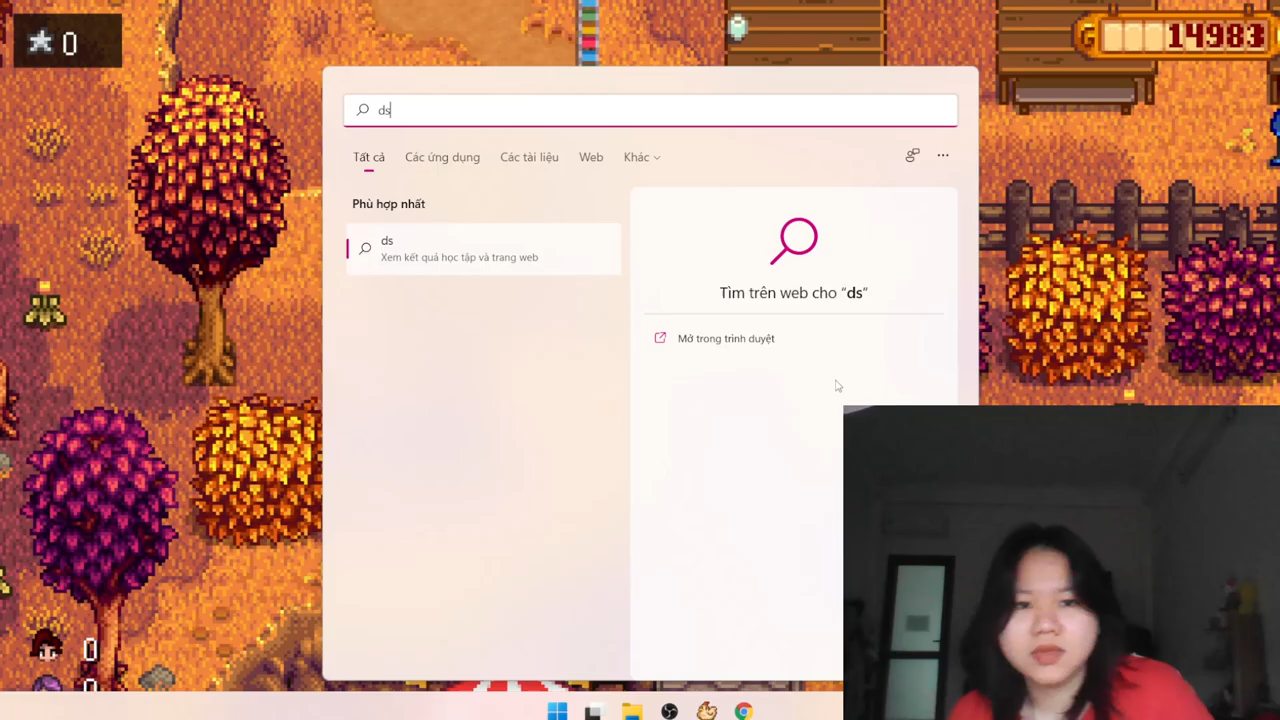 0
14983
ds
Tất cả
Các ứng dụng
Các tài liệu
Web
Khác
Phù hợp nhất
ds
Xem kết quả học tập và trang web
Tìm trên web cho “ds”
Mở trong trình duyệt
0